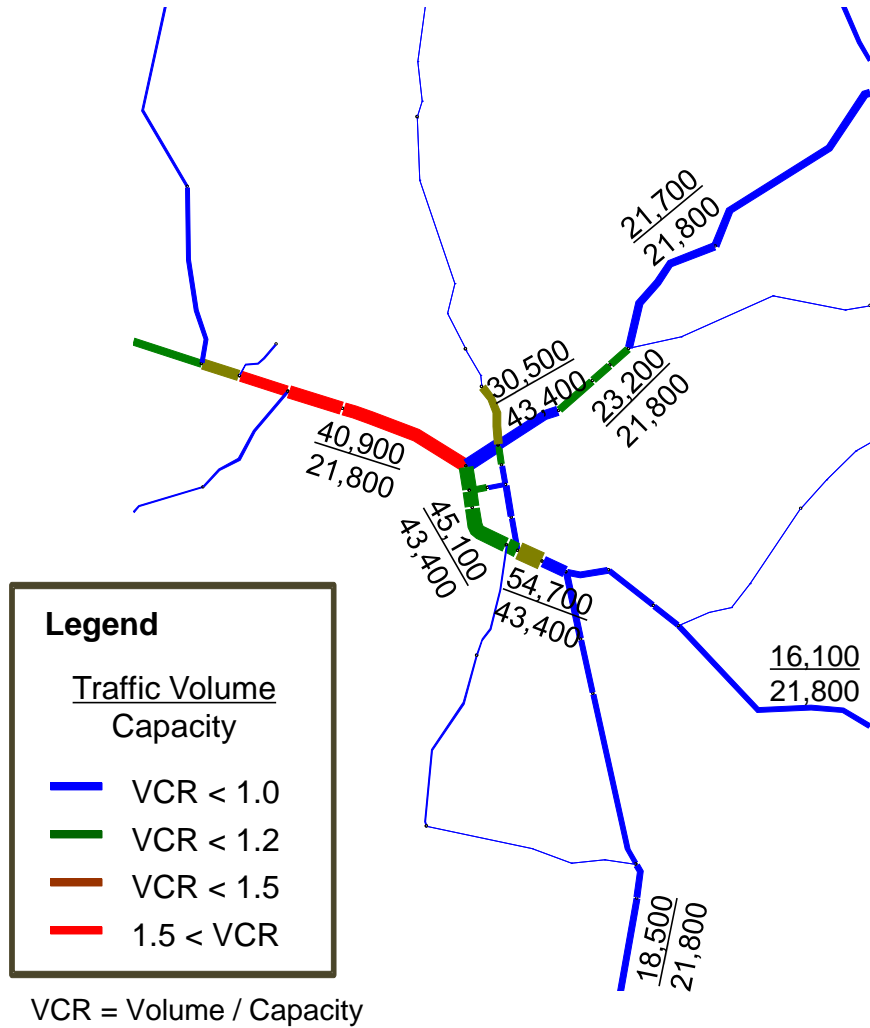 21,700
21,800
30,500
43,400
23,200
21,800
40,900
21,800
45,100
43,400
54,700
43,400
16,100
21,800
18,500
21,800
Legend
Traffic Volume
Capacity
VCR < 1.0
VCR < 1.2
VCR < 1.5
1.5 < VCR
VCR = Volume / Capacity